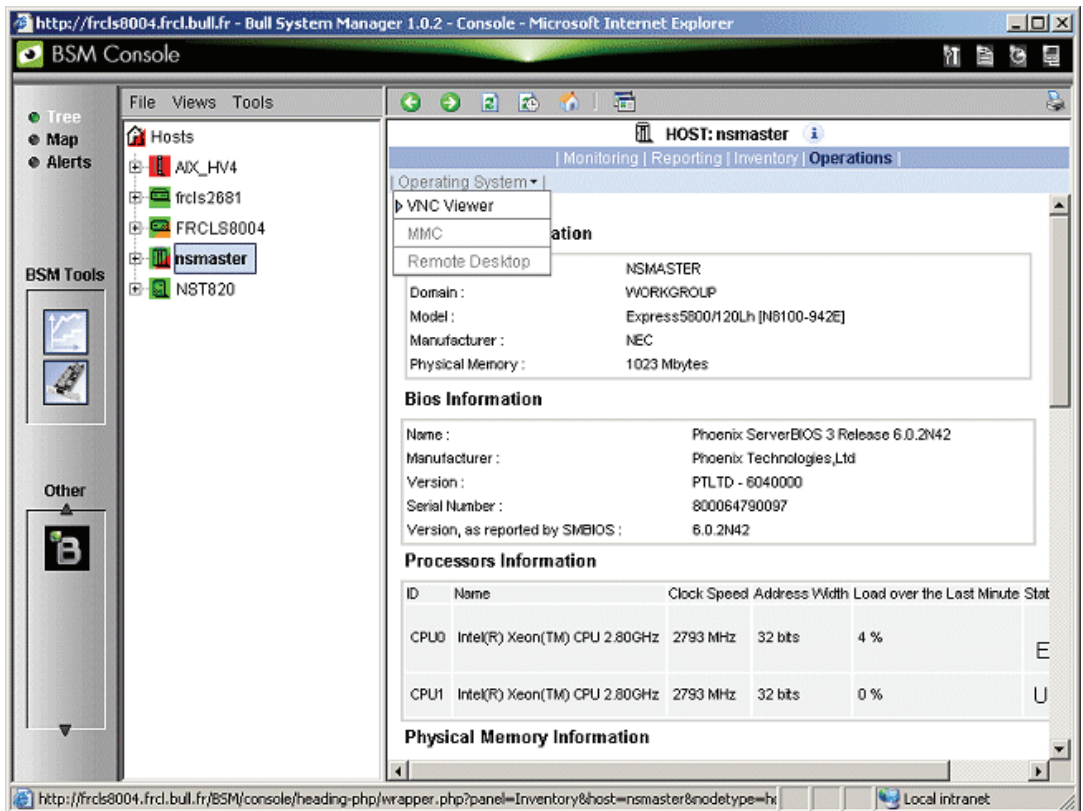 http://frcls8004.frcl.bull.fr - Bull System Manager 1.0.2 - Console - Microsoft Internet Explorer
BSM Console
Tree
Map
Alerts
BSM Tools
Other
File Views Tools
Hosts
AIX_HV4
frcls2681
FRCLS8004
nsmaster
NST820
HOST: nsmaster
| Monitoring | Reporting | Inventory | Operations |
| Operating System |
VNC Viewer
MMC
Remote Desktop
ation
NSMASTER
Domain : WORKGROUP
Model : Express5800/120Lh [N8100-942E]
Manufacturer : NEC
Physical Memory : 1023 Mbytes
Bios Information
Name : Phoenix ServerBIOS 3 Release 6.0.2N42
Manufacturer : Phoenix Technologies,Ltd
Version : PTLTD - 6040000
Serial Number : 800064790097
Version, as reported by SMBIOS : 6.0.2N42
Processors Information
ID Name Clock Speed Address Width Load over the Last Minute Stat
CPU0 Intel(R) Xeon(TM) CPU 2.80GHz 2793 MHz 32 bits 4 % E
CPU1 Intel(R) Xeon(TM) CPU 2.80GHz 2793 MHz 32 bits 0 % U
Physical Memory Information
http://frcls8004.frcl.bull.fr/BSM/console/heading-php/wrapper.php?panel=Inventory&host=nsmaster&nodetype=h
Local intranet